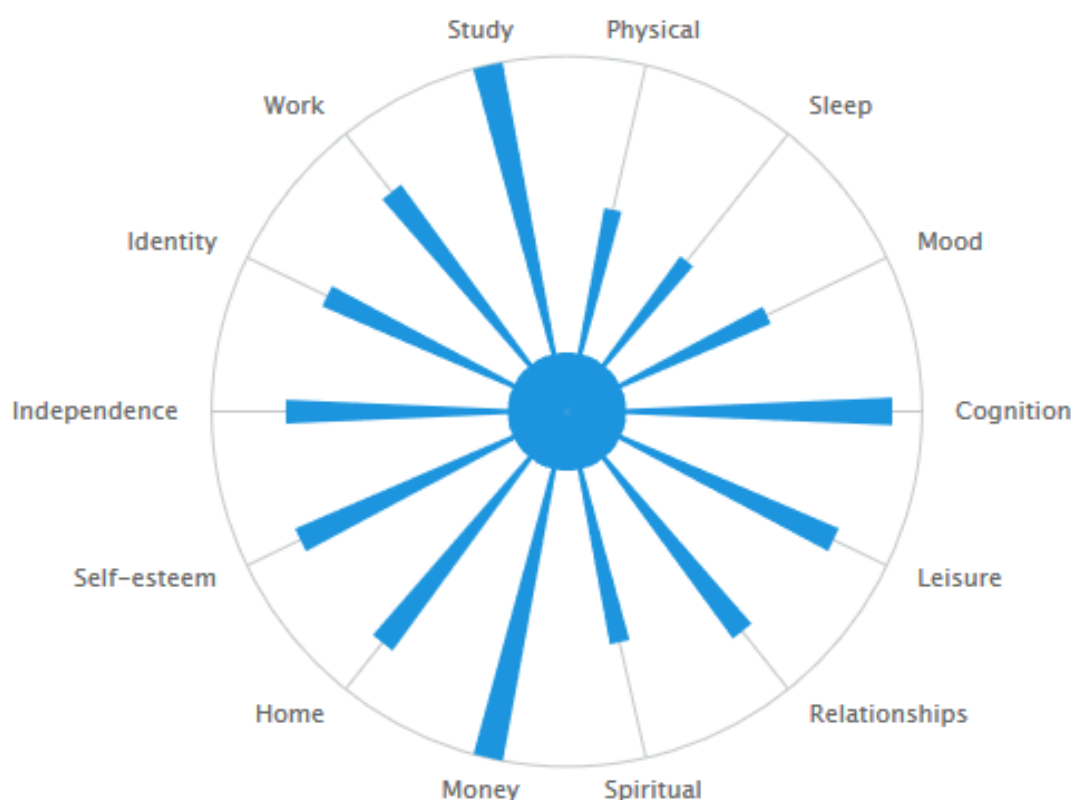 Study
Physical
Work
Sleep
Identity
Mood
Independence
Cognition
Self-esteem
Leisure
Home
Relationships
Money
Spiritual